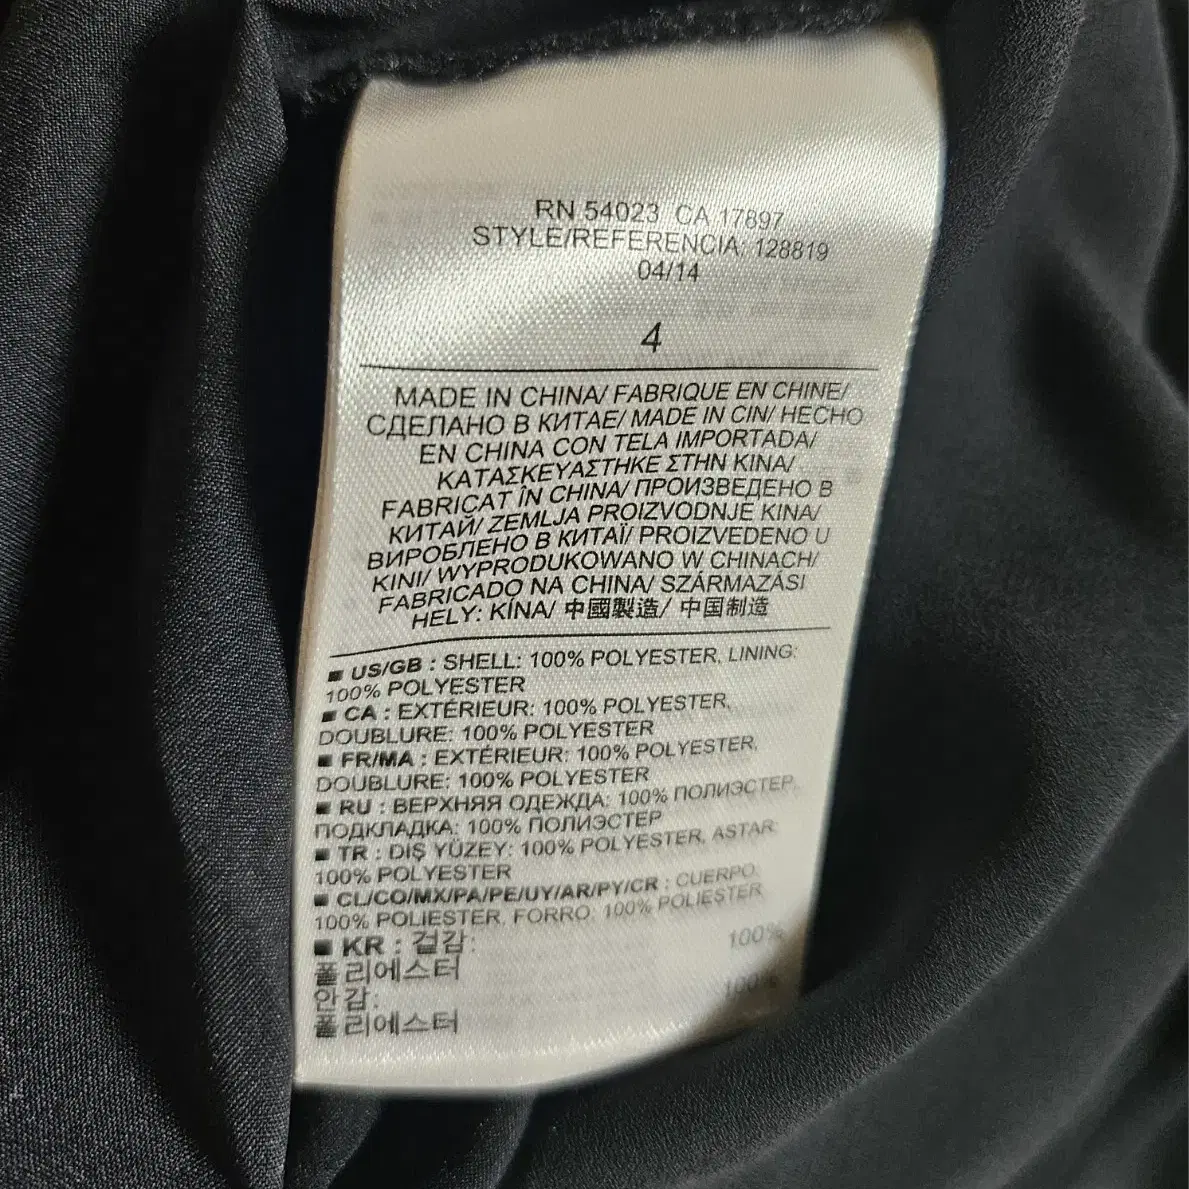 RN 54023 CA 17897
STYLE/REFERENCIA: 128819
04/14
4
MADE IN CHINA/ FABRIQUE EN CHINE/
СДЕЛАНО В КИТАЕ/ MADE IN CIN/ HECHO
EN CHINA CON TELA IMPORTADA/
ΚΑΤΑΣΚΕΥΑΣΤΗΚΕ ΣΤΗΝ ΚΙΝΑ/
FABRICAT ÎN CHINA/ ПРОИЗВЕДЕНО В
КИТАЙ/ ZEMLJA PROIZVODNJE KINA/
ВИРОБЛЕНО В КИТАЇ/ PROIZVEDENO U
KINI/ WYPRODUKOWANO W CHINACH/
FABRICADO NA CHINA/ SZÁRMAZÁSI
HELY: KÍNA/ 中國製造/ 中国制造
■ US/GB : SHELL: 100% POLYESTER, LINING:
100% POLYESTER
■ CA : EXTÉRIEUR: 100% POLYESTER,
DOUBLURE: 100% POLYESTER
■ FR/MA : EXTÉRIEUR: 100% POLYESTER,
DOUBLURE: 100% POLYESTER
■ RU : ВЕРХНЯЯ ОДЕЖДА: 100% ПОЛИЭСТЕР,
ПОДКЛАДКА: 100% ПОЛИЭСТЕР
■ TR : DIŞ YÜZEY: 100% POLYESTER, ASTAR:
100% POLYESTER
■ CL/CO/MX/PA/PE/UY/AR/PY/CR : CUERPO:
100% POLIESTER, FORRO: 100% POLIESTER
■ KR : 겉감: 100%
폴리에스터
안감: 100%
폴리에스터